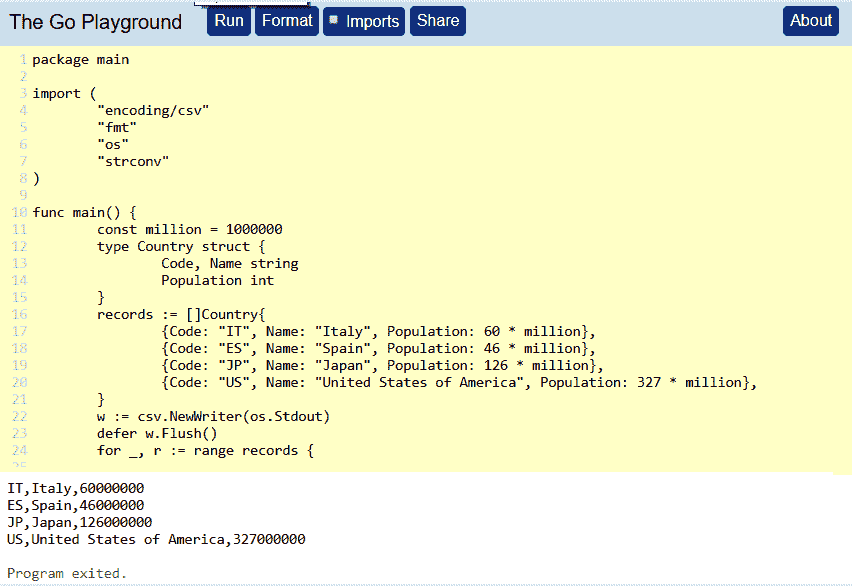 The Go Playground Run Format Imports Share About
1 package main
2
3 import (
4 "encoding/csv"
5 "fmt"
6 "os"
7 "strconv"
8 )
9
10 func main() {
11 const million = 1000000
12 type Country struct {
13 Code, Name string
14 Population int
15 }
16 records := []Country{
17 {Code: "IT", Name: "Italy", Population: 60 * million},
18 {Code: "ES", Name: "Spain", Population: 46 * million},
19 {Code: "JP", Name: "Japan", Population: 126 * million},
20 {Code: "US", Name: "United States of America", Population: 327 * million},
21 }
22 w := csv.NewWriter(os.Stdout)
23 defer w.Flush()
24 for _, r := range records {
IT,Italy,60000000
ES,Spain,46000000
JP,Japan,126000000
US,United States of America,327000000
Program exited.